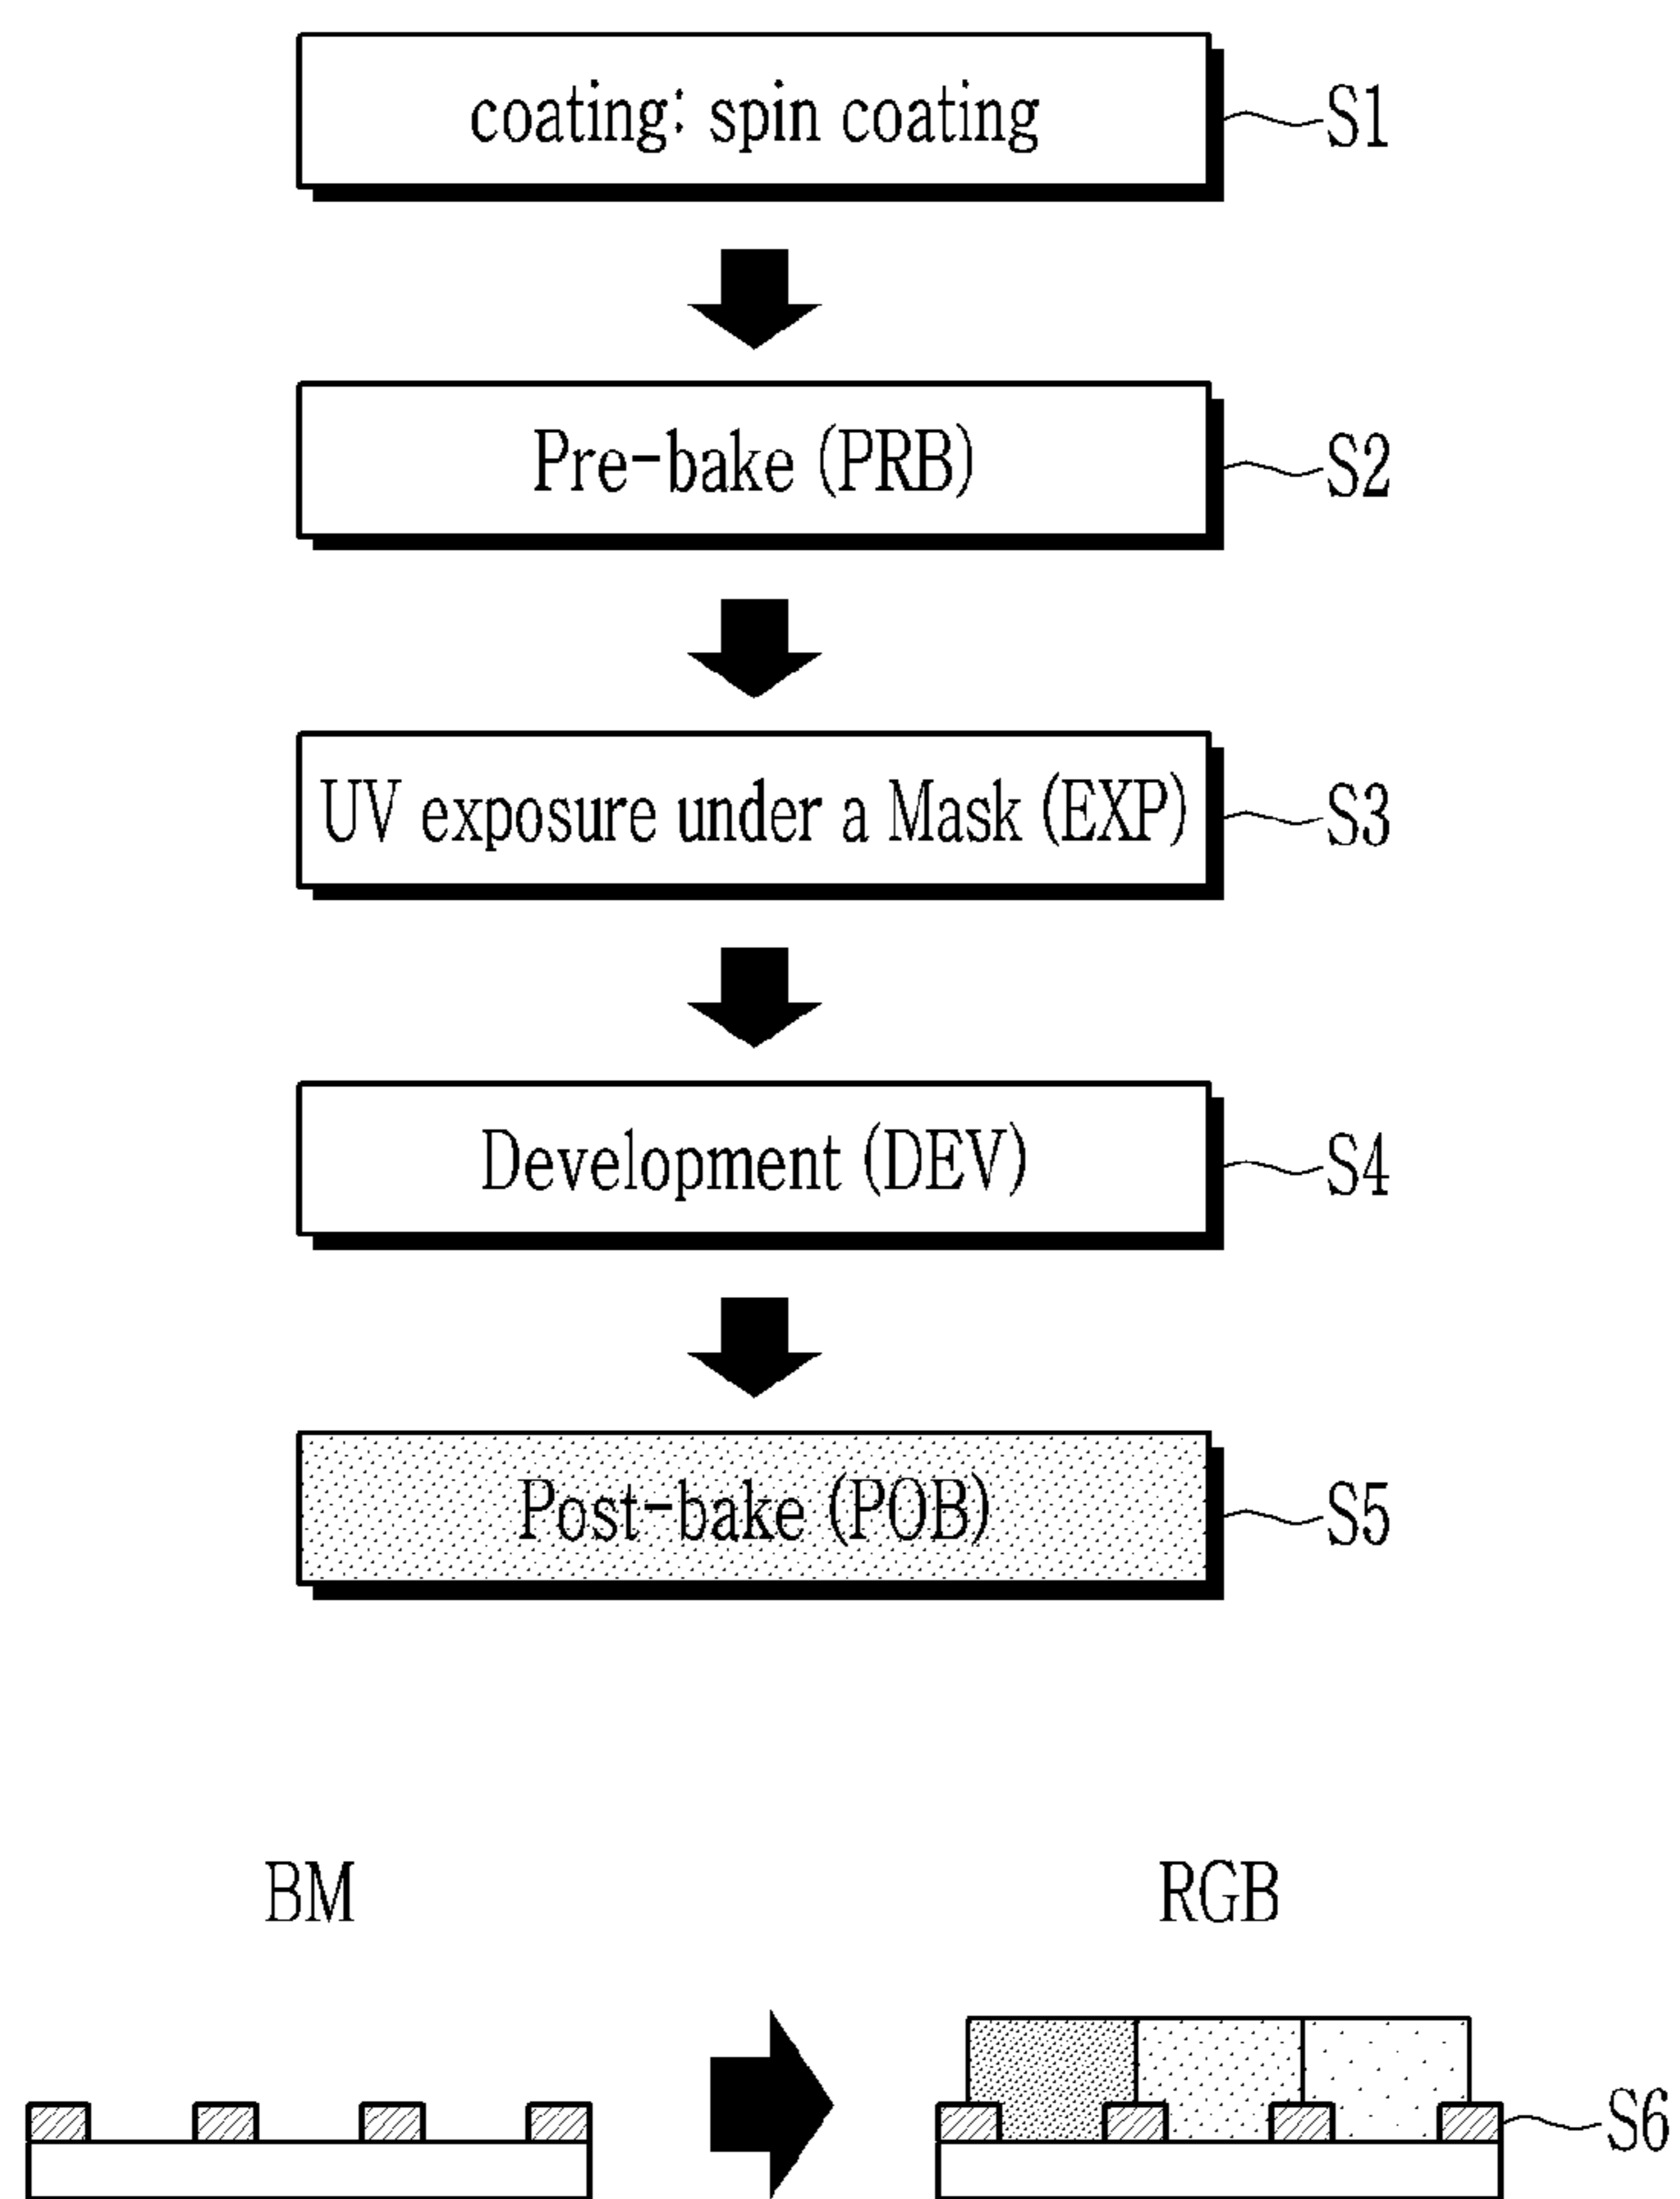 coating: spin coating S1
Pre-bake (PRB) S2
UV exposure under a Mask (EXP) S3
Development (DEV) S4
Post-bake (POB) S5
BM RGB
S6